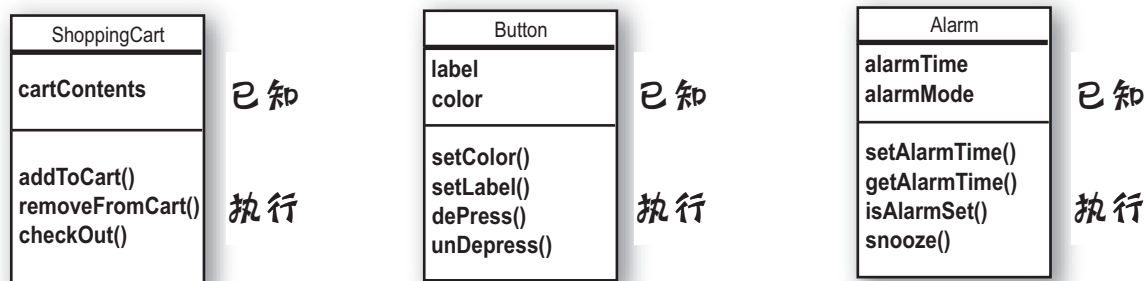 ShoppingCart
cartContents
已知
addToCart()
removeFromCart()
checkOut()
执行
Button
label
color
已知
setColor()
setLabel()
dePress()
unDepress()
执行
Alarm
alarmTime
alarmMode
已知
setAlarmTime()
getAlarmTime()
isAlarmSet()
snooze()
执行